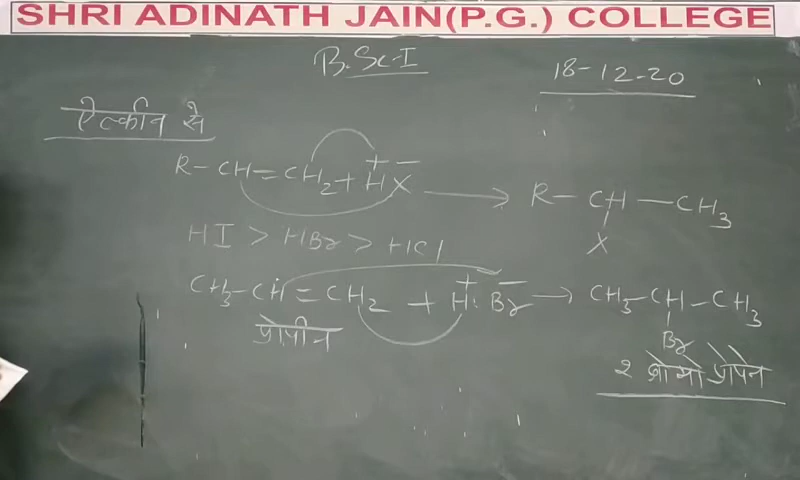 SHRI ADINATH JAIN(P.G.) COLLEGE
B.Sc-I
18-12-20
ऐल्कीन से
R-CH=CH₂+H⁺X⁻ → R-CH-CH₃
X
HI > HBr > HCl
CH₃-CH=CH₂ + H⁺:Br⁻ → CH₃-CH-CH₃
Br
प्रोपीन
2 ब्रोमो प्रोपेन